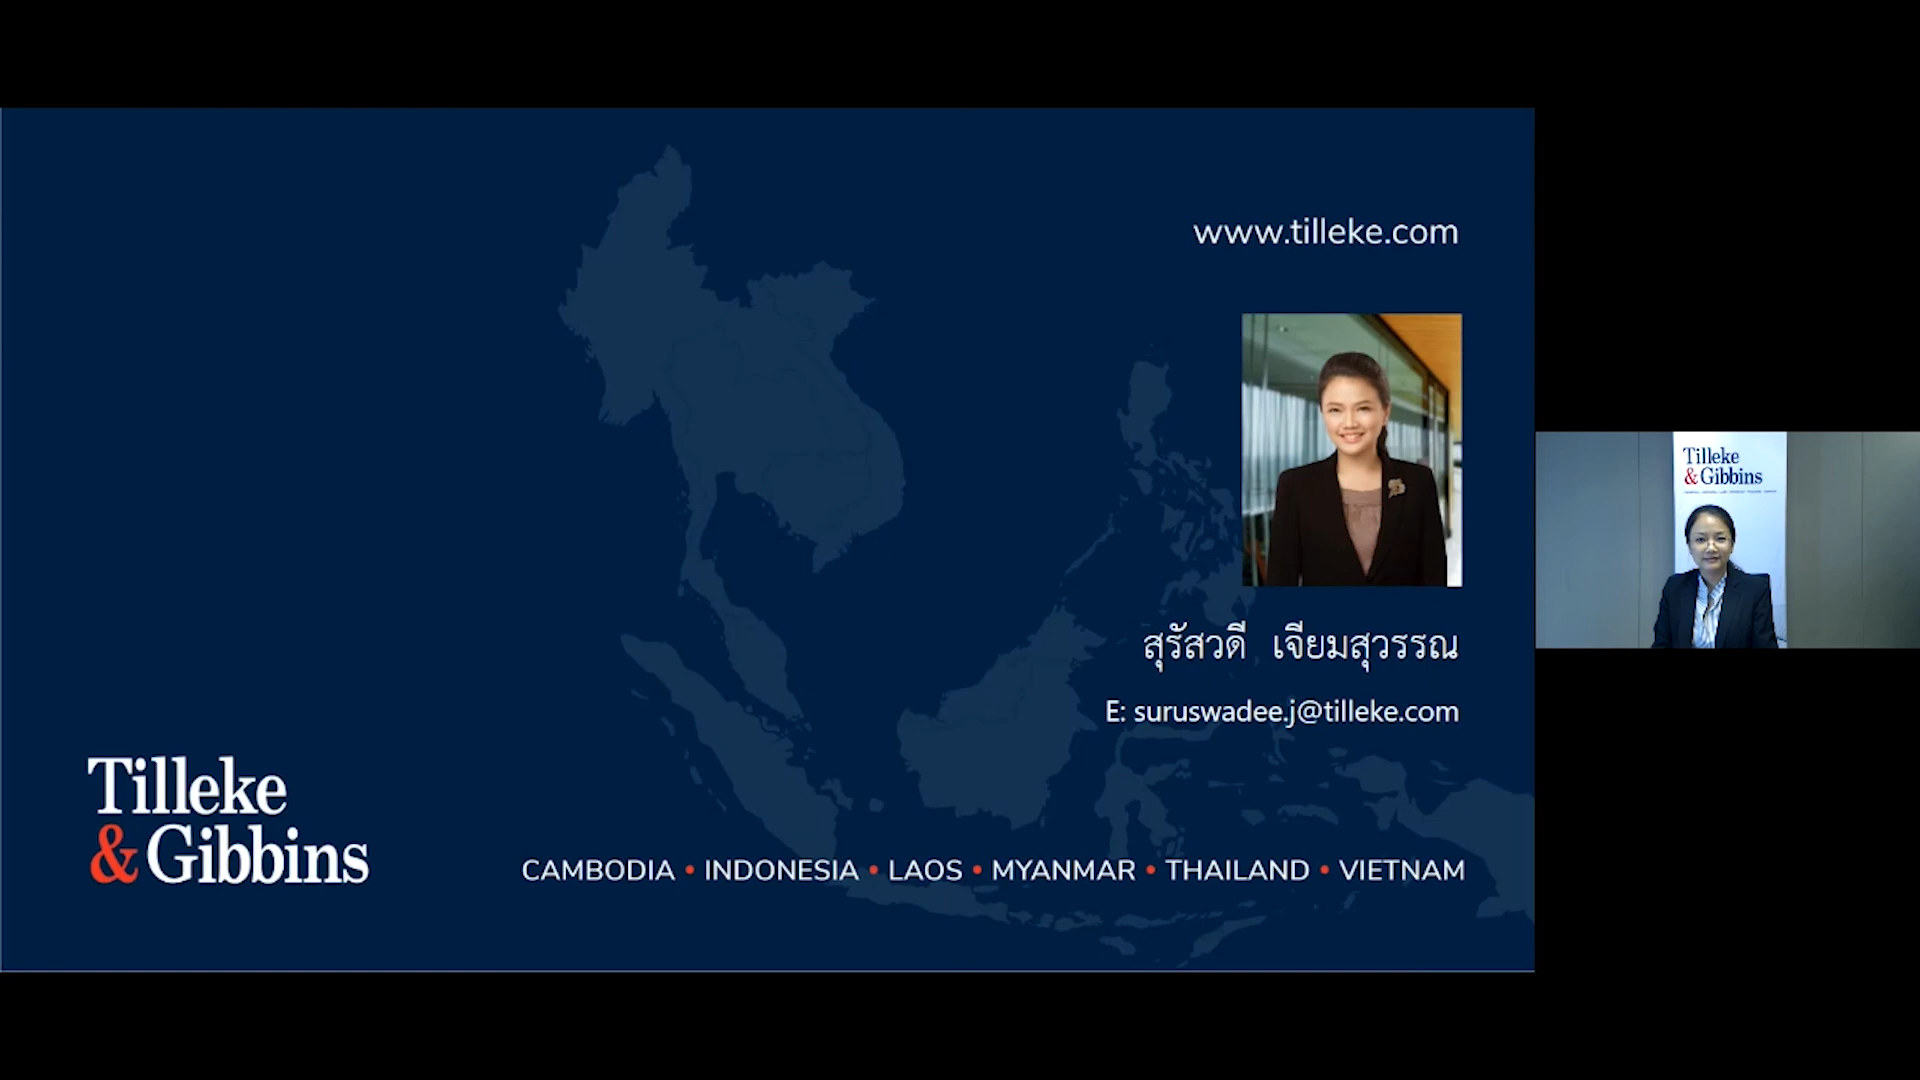 www.tilleke.com
สุรัสวดี เจียมสุวรรณ
E: suruswadee.j@tilleke.com
Tilleke
& Gibbins
CAMBODIA • INDONESIA • LAOS • MYANMAR • THAILAND • VIETNAM
Tilleke
& Gibbins